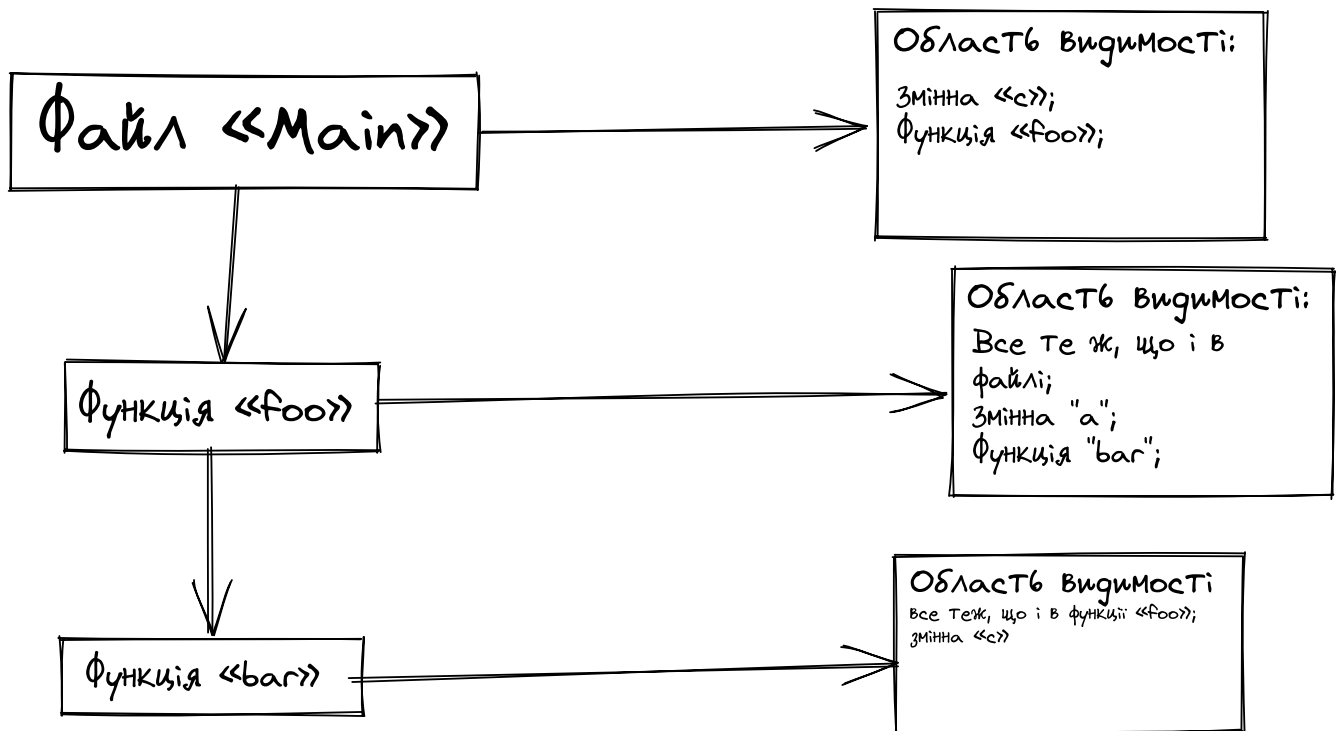 Файл «Main»
Область видимості:
Змінна «c»;
Функція «foo»;
Функція «foo»
Область видимості:
Все те ж, що і в
файлі;
Змінна "a";
Функція "bar";
Функція «bar»
Область видимості
все теж, що і в функції «foo»;
змінна «c»